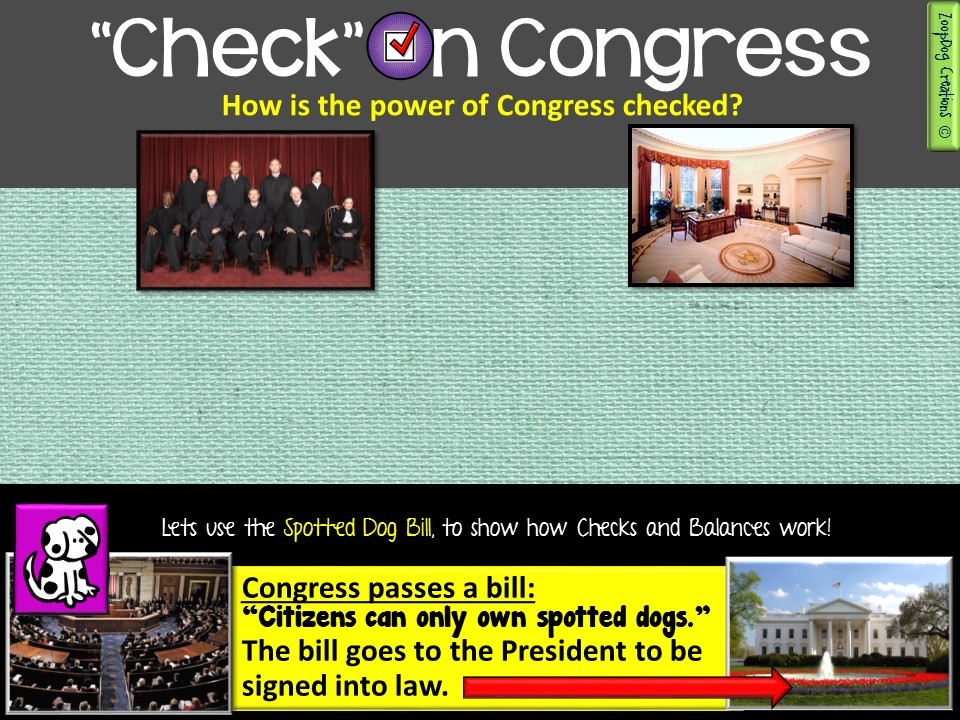 “Check” On Congress
ZoopDog Creations ©
How is the power of Congress checked?
Lets use the Spotted Dog Bill, to show how Checks and Balances work!
Congress passes a bill:
“Citizens can only own spotted dogs.”
The bill goes to the President to be
signed into law.